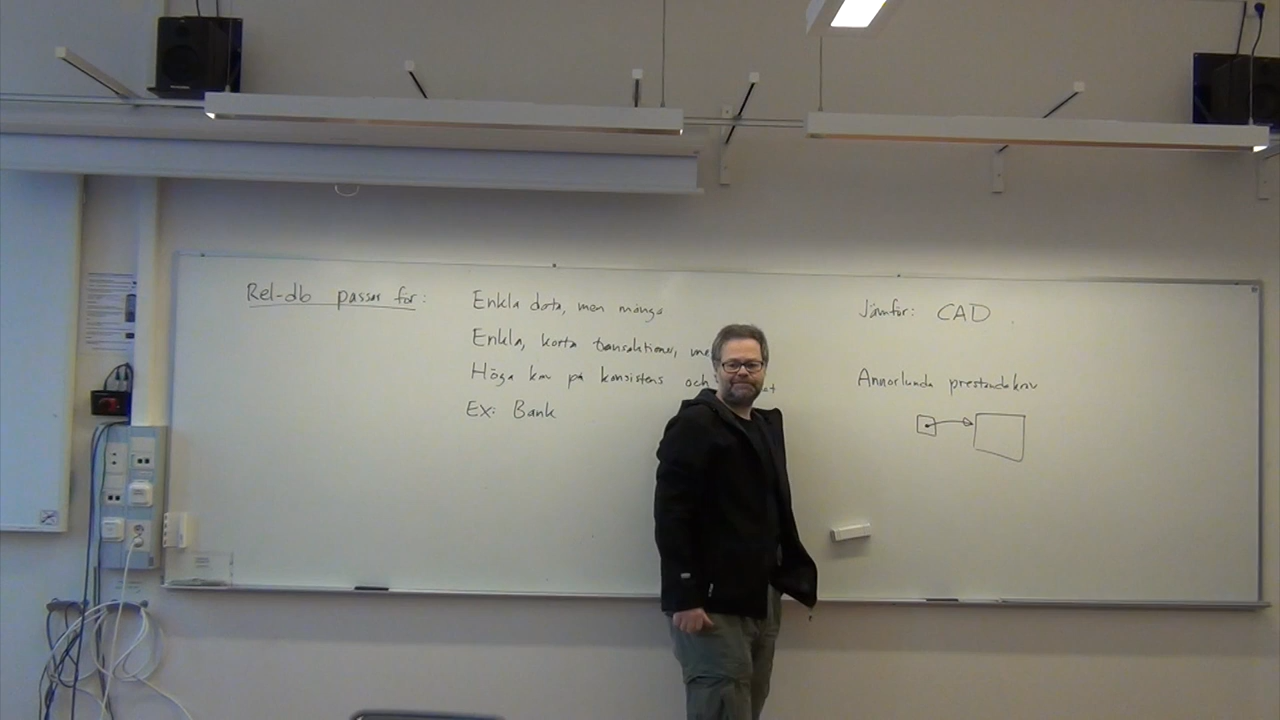 Rel-db passar för:
Enkla data, men många
Enkla, korta transaktioner, me
Höga krav på konsistens och
Ex: Bank
Jämför: CAD
Annorlunda prestandakrav